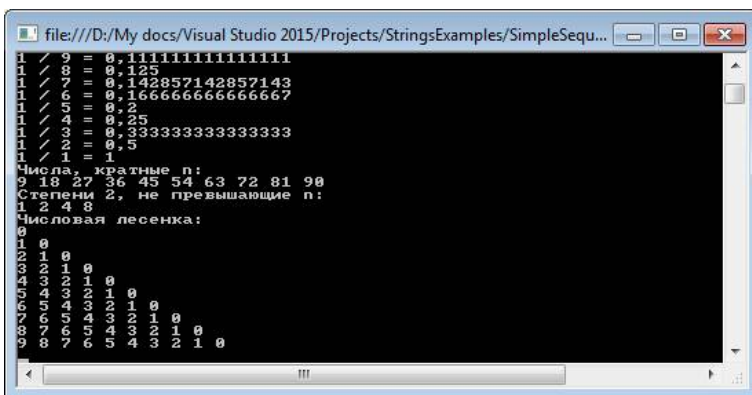 file:///D:/My docs/Visual Studio 2015/Projects/StringsExamples/SimpleSequ...
1 / 9 = 0,111111111111111
1 / 8 = 0,125
1 / 7 = 0,142857142857143
1 / 6 = 0,166666666666667
1 / 5 = 0,2
1 / 4 = 0,25
1 / 3 = 0,333333333333333
1 / 2 = 0,5
1 / 1 = 1
Числа, кратные n:
9 18 27 36 45 54 63 72 81 90
Степени 2, не превышающие n:
1 2 4 8
Числовая лесенка:
0
1 0
2 1 0
3 2 1 0
4 3 2 1 0
5 4 3 2 1 0
6 5 4 3 2 1 0
7 6 5 4 3 2 1 0
8 7 6 5 4 3 2 1 0
9 8 7 6 5 4 3 2 1 0